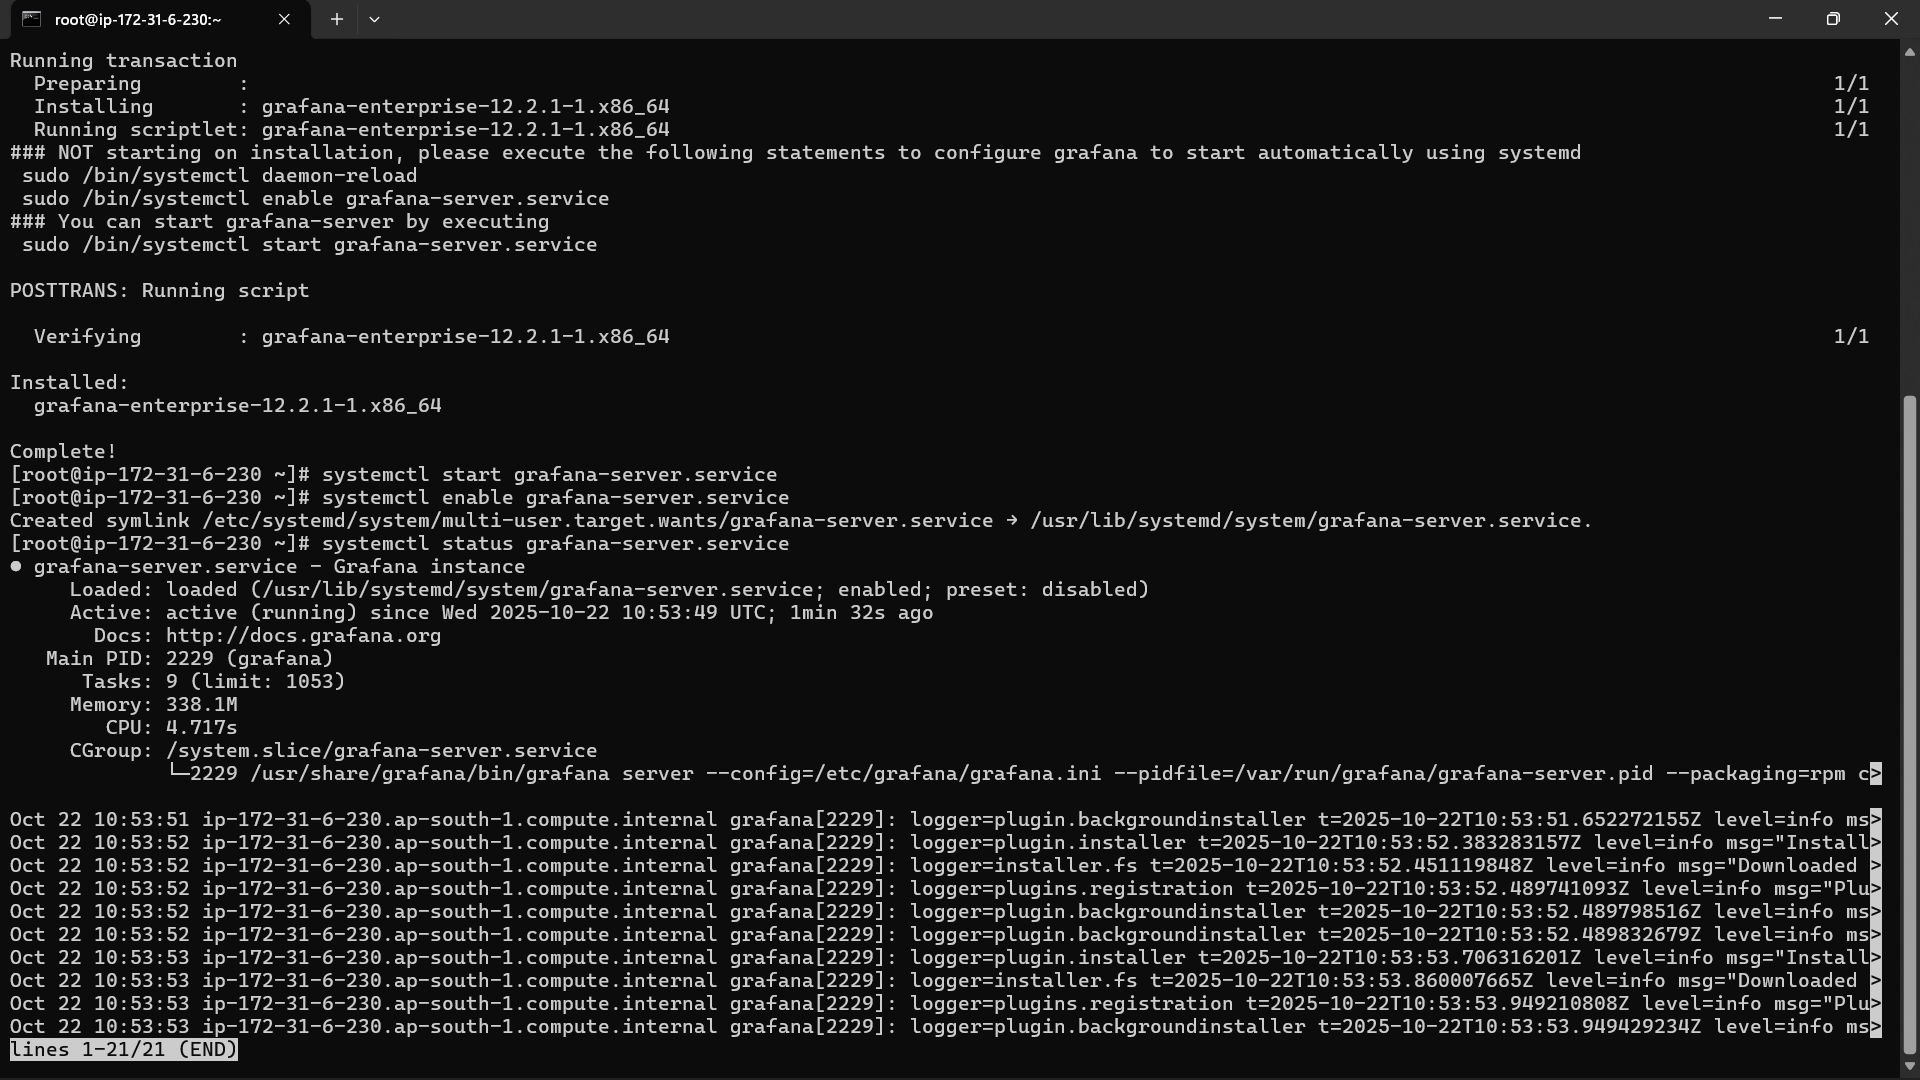 root@ip-172-31-6-230:~
Running transaction
  Preparing        :                                                                 1/1
  Installing       : grafana-enterprise-12.2.1-1.x86_64                              1/1
  Running scriptlet: grafana-enterprise-12.2.1-1.x86_64                              1/1
### NOT starting on installation, please execute the following statements to configure grafana to start automatically using systemd
 sudo /bin/systemctl daemon-reload
 sudo /bin/systemctl enable grafana-server.service
### You can start grafana-server by executing
 sudo /bin/systemctl start grafana-server.service
POSTTRANS: Running script
  Verifying        : grafana-enterprise-12.2.1-1.x86_64                              1/1
Installed:
  grafana-enterprise-12.2.1-1.x86_64
Complete!
[root@ip-172-31-6-230 ~]# systemctl start grafana-server.service
[root@ip-172-31-6-230 ~]# systemctl enable grafana-server.service
Created symlink /etc/systemd/system/multi-user.target.wants/grafana-server.service → /usr/lib/systemd/system/grafana-server.service.
[root@ip-172-31-6-230 ~]# systemctl status grafana-server.service
● grafana-server.service - Grafana instance
     Loaded: loaded (/usr/lib/systemd/system/grafana-server.service; enabled; preset: disabled)
     Active: active (running) since Wed 2025-10-22 10:53:49 UTC; 1min 32s ago
       Docs: http://docs.grafana.org
   Main PID: 2229 (grafana)
      Tasks: 9 (limit: 1053)
     Memory: 338.1M
        CPU: 4.717s
     CGroup: /system.slice/grafana-server.service
             └─2229 /usr/share/grafana/bin/grafana server --config=/etc/grafana/grafana.ini --pidfile=/var/run/grafana/grafana-server.pid --packaging=rpm c>
Oct 22 10:53:51 ip-172-31-6-230.ap-south-1.compute.internal grafana[2229]: logger=plugin.backgroundinstaller t=2025-10-22T10:53:51.652272155Z level=info ms>
Oct 22 10:53:52 ip-172-31-6-230.ap-south-1.compute.internal grafana[2229]: logger=plugin.installer t=2025-10-22T10:53:52.383283157Z level=info msg="Install>
Oct 22 10:53:52 ip-172-31-6-230.ap-south-1.compute.internal grafana[2229]: logger=installer.fs t=2025-10-22T10:53:52.451119848Z level=info msg="Downloaded >
Oct 22 10:53:52 ip-172-31-6-230.ap-south-1.compute.internal grafana[2229]: logger=plugins.registration t=2025-10-22T10:53:52.489741093Z level=info msg="Plu>
Oct 22 10:53:52 ip-172-31-6-230.ap-south-1.compute.internal grafana[2229]: logger=plugin.backgroundinstaller t=2025-10-22T10:53:52.489798516Z level=info ms>
Oct 22 10:53:52 ip-172-31-6-230.ap-south-1.compute.internal grafana[2229]: logger=plugin.backgroundinstaller t=2025-10-22T10:53:52.489832679Z level=info ms>
Oct 22 10:53:53 ip-172-31-6-230.ap-south-1.compute.internal grafana[2229]: logger=plugin.installer t=2025-10-22T10:53:53.706316201Z level=info msg="Install>
Oct 22 10:53:53 ip-172-31-6-230.ap-south-1.compute.internal grafana[2229]: logger=installer.fs t=2025-10-22T10:53:53.860007665Z level=info msg="Downloaded >
Oct 22 10:53:53 ip-172-31-6-230.ap-south-1.compute.internal grafana[2229]: logger=plugins.registration t=2025-10-22T10:53:53.949210808Z level=info msg="Plu>
Oct 22 10:53:53 ip-172-31-6-230.ap-south-1.compute.internal grafana[2229]: logger=plugin.backgroundinstaller t=2025-10-22T10:53:53.949429234Z level=info ms>
lines 1-21/21 (END)